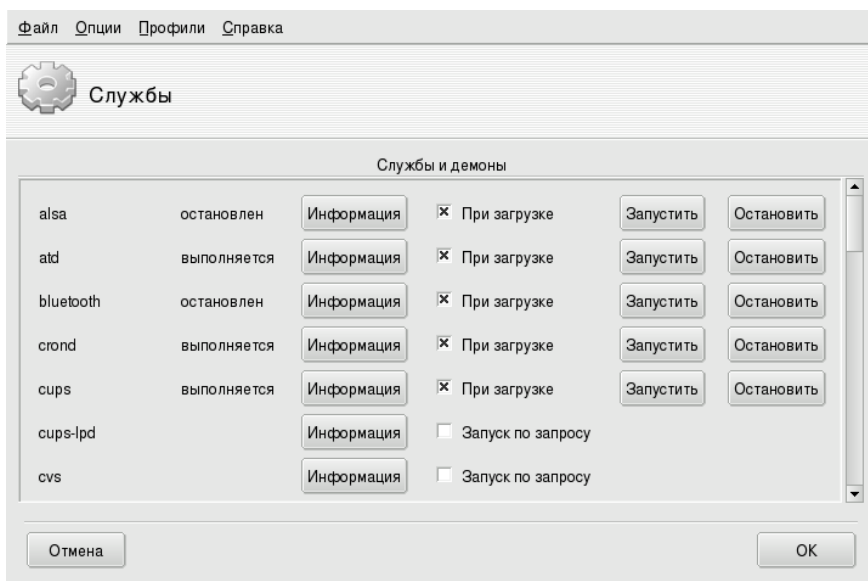 Файл Опции Профили Справка
Службы
Службы и демоны
alsa остановлен Информация При загрузке Запустить Остановить
atd выполняется Информация При загрузке Запустить Остановить
bluetooth остановлен Информация При загрузке Запустить Остановить
crond выполняется Информация При загрузке Запустить Остановить
cups выполняется Информация При загрузке Запустить Остановить
cups-lpd Информация Запуск по запросу
cvs Информация Запуск по запросу
Отмена OK